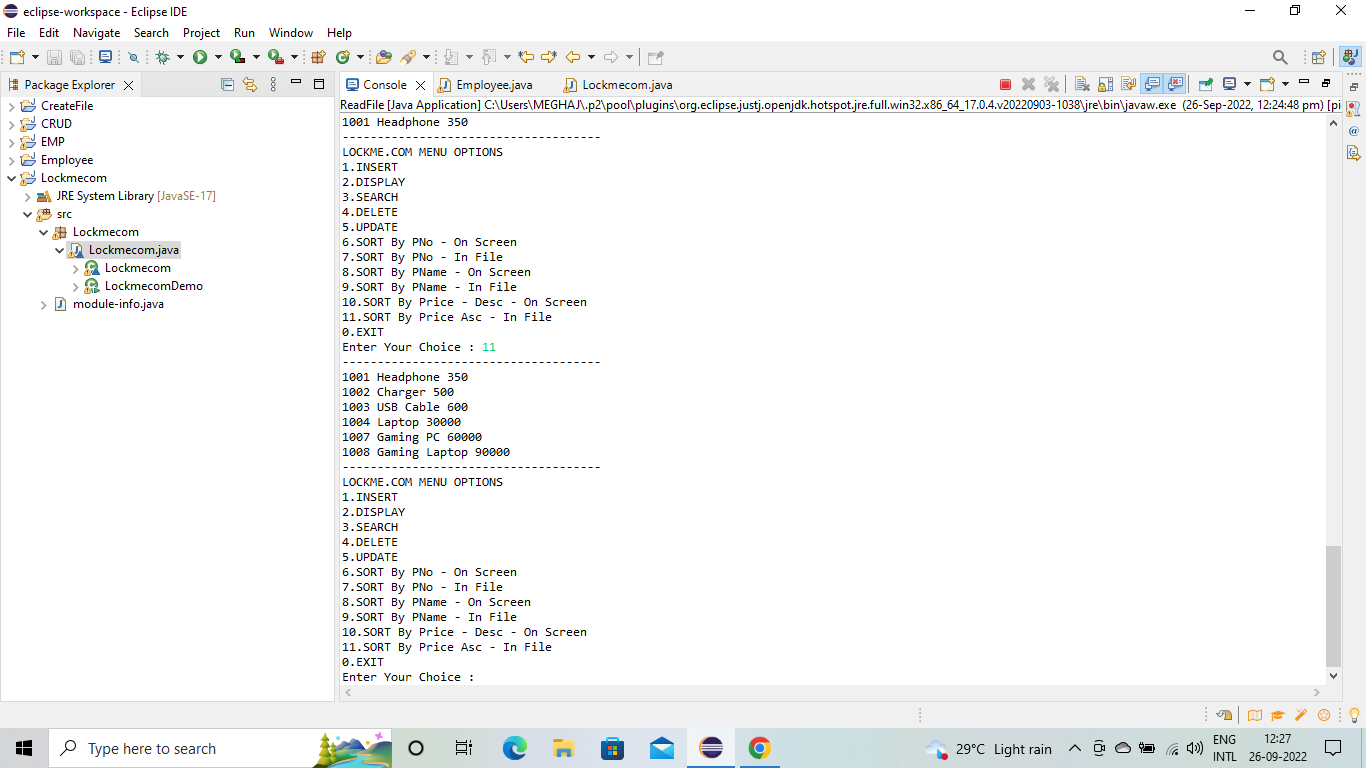 eclipse-workspace - Eclipse IDE
File Edit Navigate Search Project Run Window Help
Package Explorer
CreateFile
CRUD
EMP
Employee
Lockmecom
JRE System Library [JavaSE-17]
src
Lockmecom
Lockmecom.java
Lockmecom
LockmecomDemo
module-info.java
Console Employee.java Lockmecom.java
ReadFile [Java Application] C:\Users\MEGHAJ\.p2\pool\plugins\org.eclipse.justj.openjdk.hotspot.jre.full.win32.x86_64_17.0.4.v20220903-1038\jre\bin\javaw.exe (26-Sep-2022, 12:24:48 pm) [pi
1001 Headphone 350
-------------------------------------
LOCKME.COM MENU OPTIONS
1.INSERT
2.DISPLAY
3.SEARCH
4.DELETE
5.UPDATE
6.SORT By PNo - On Screen
7.SORT By PNo - In File
8.SORT By PName - On Screen
9.SORT By PName - In File
10.SORT By Price - Desc - On Screen
11.SORT By Price Asc - In File
0.EXIT
Enter Your Choice : 11
-------------------------------------
1001 Headphone 350
1002 Charger 500
1003 USB Cable 600
1004 Laptop 30000
1007 Gaming PC 60000
1008 Gaming Laptop 90000
-------------------------------------
LOCKME.COM MENU OPTIONS
1.INSERT
2.DISPLAY
3.SEARCH
4.DELETE
5.UPDATE
6.SORT By PNo - On Screen
7.SORT By PNo - In File
8.SORT By PName - On Screen
9.SORT By PName - In File
10.SORT By Price - Desc - On Screen
11.SORT By Price Asc - In File
0.EXIT
Enter Your Choice :
Type here to search
29°C Light rain
ENG
INTL
12:27
26-09-2022